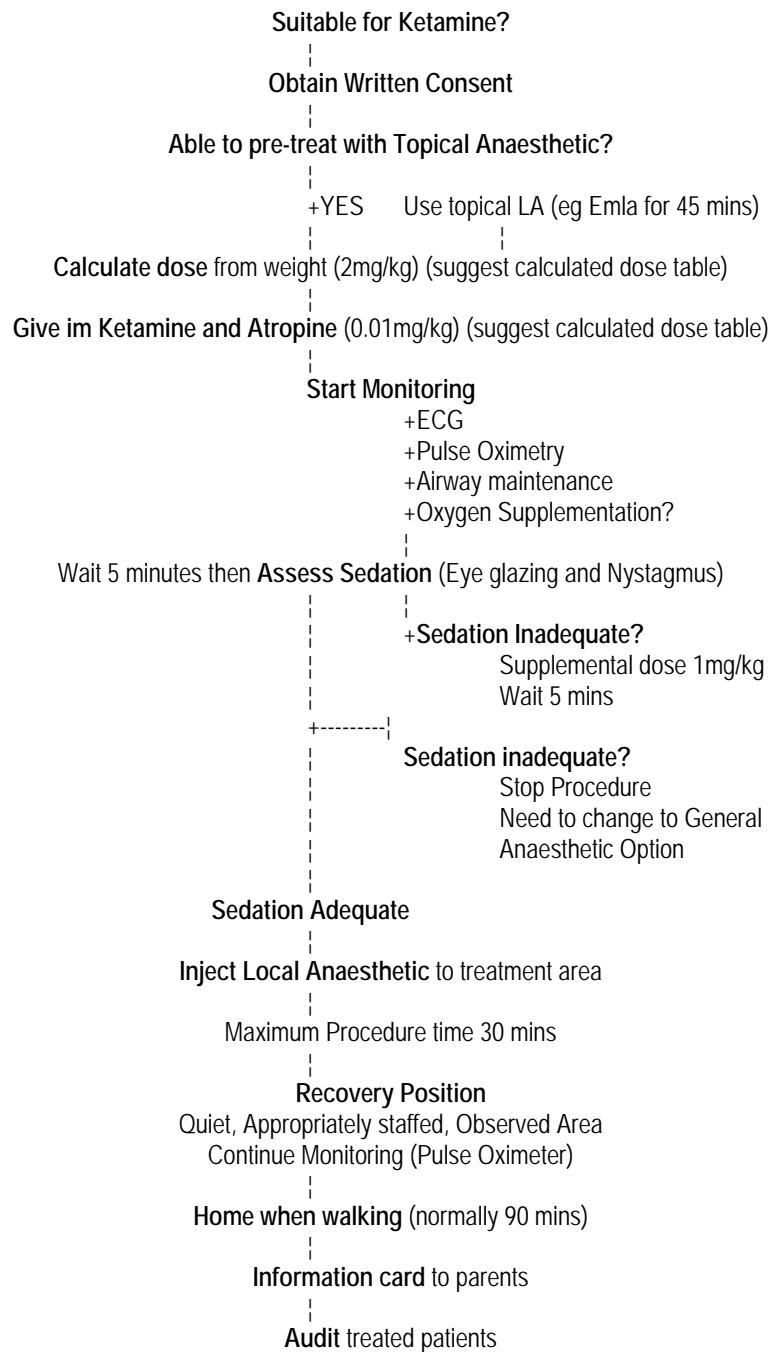 Suitable for Ketamine?
Obtain Written Consent
Able to pre-treat with Topical Anaesthetic?
+YES Use topical LA (eg Emla for 45 mins)
Calculate dose from weight (2mg/kg) (suggest calculated dose table)
Give im Ketamine and Atropine (0.01mg/kg) (suggest calculated dose table)
Start Monitoring
+ECG
+Pulse Oximetry
+Airway maintenance
+Oxygen Supplementation?
Wait 5 minutes then Assess Sedation (Eye glazing and Nystagmus)
+Sedation Inadequate?
Supplemental dose 1mg/kg
Wait 5 mins
Sedation inadequate?
Stop Procedure
Need to change to General
Anaesthetic Option
Sedation Adequate
Inject Local Anaesthetic to treatment area
Maximum Procedure time 30 mins
Recovery Position
Quiet, Appropriately staffed, Observed Area
Continue Monitoring (Pulse Oximeter)
Home when walking (normally 90 mins)
Information card to parents
Audit treated patients